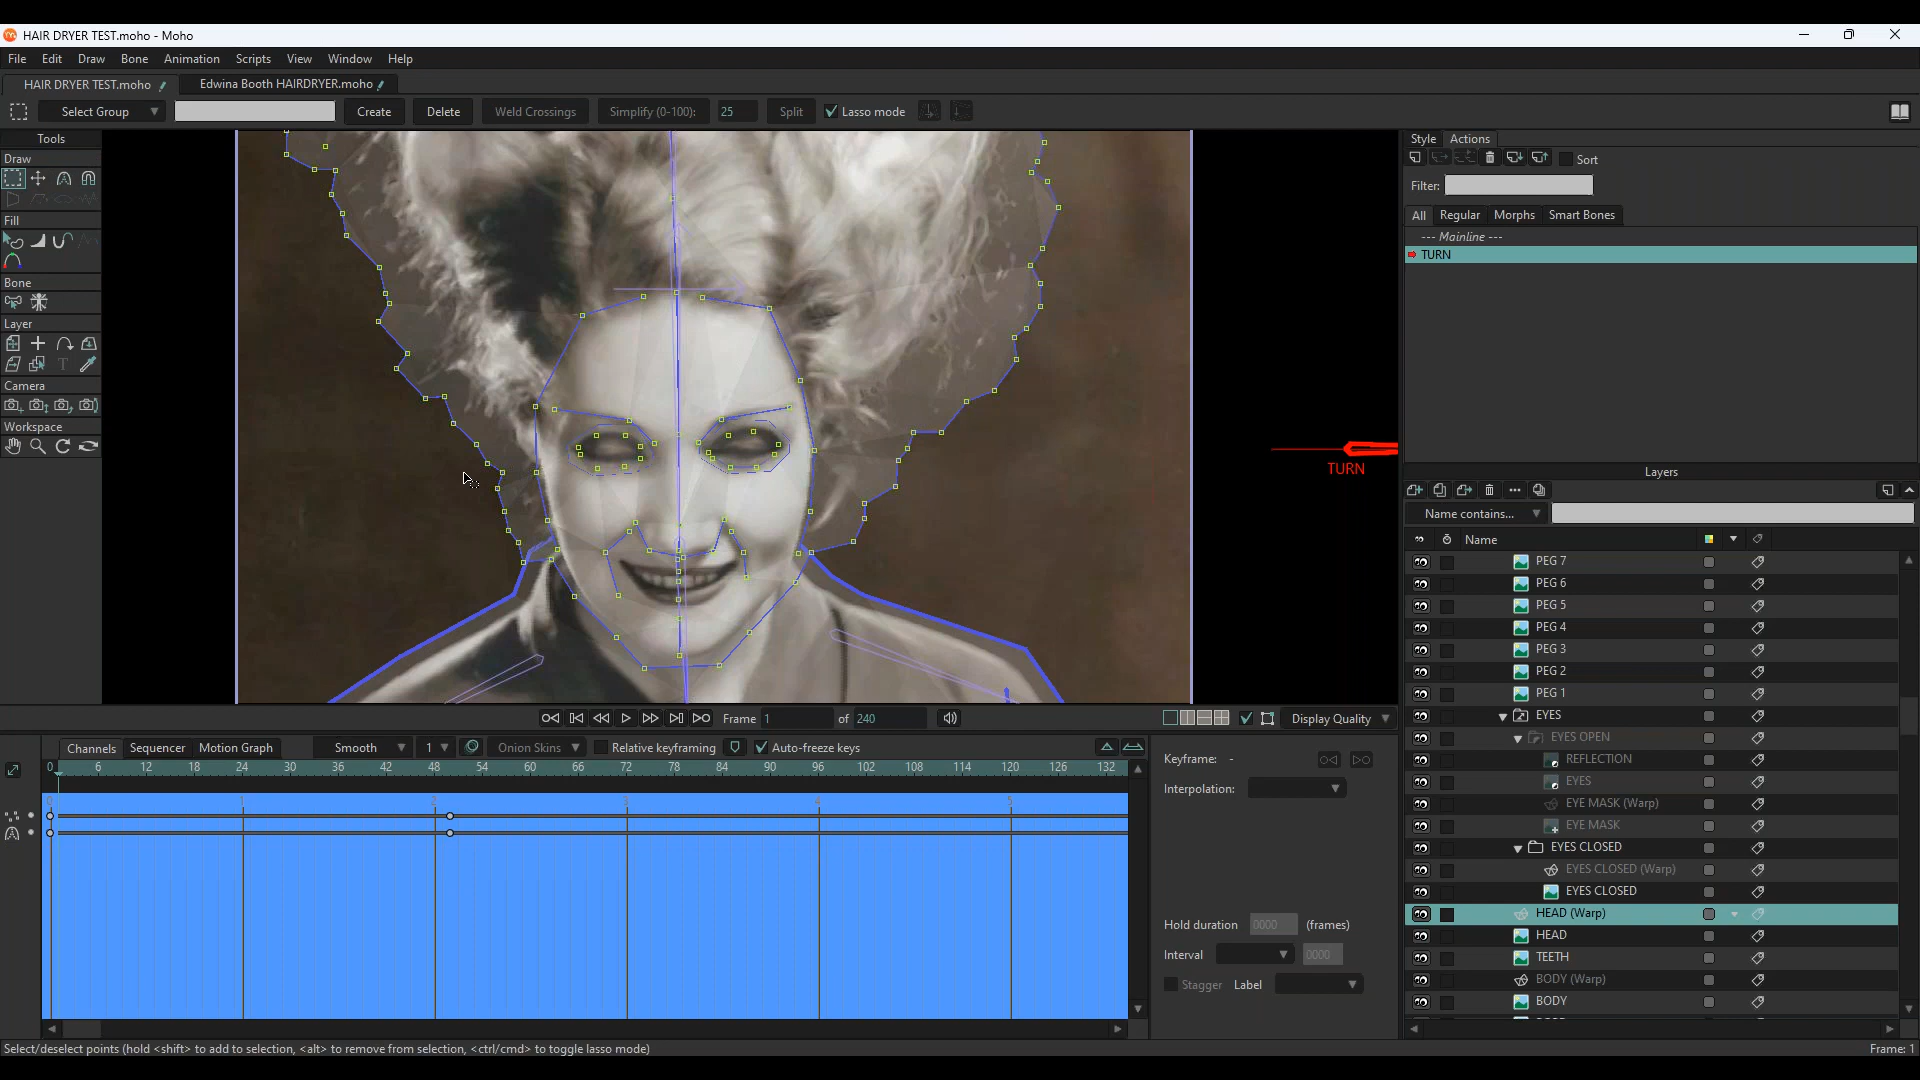 HAIR DRYER TEST.moho - Moho
File Edit Draw Bone Animation Scripts View Window Help
HAIR DRYER TEST.moho Edwina Booth HAIRDRYER.moho
Select Group Create Delete Weld Crossings Simplify (0-100): 25 Split Lasso mode
Tools
Draw
Fill
Bone
Layer
Camera
Workspace
TURN
Style Actions
Sort
Filter:
All Regular Morphs Smart Bones
--- Mainline ---
TURN
Layers
Name contains...
Name
PEG 7
PEG 6
PEG 5
PEG 4
PEG 3
PEG 2
PEG 1
EYES
EYES OPEN
REFLECTION
EYES
EYE MASK (Warp)
EYE MASK
EYES CLOSED
EYES CLOSED (Warp)
EYES CLOSED
HEAD (Warp)
HEAD
TEETH
BODY (Warp)
BODY
Frame 1 of 240 Display Quality
Channels Sequencer Motion Graph Smooth 1 Onion Skins Relative keyframing Auto-freeze keys
0 6 12 18 24 30 36 42 48 54 60 66 72 78 84 90 96 102 108 114 120 126 132
0 1 2 3 4 5
Keyframe: -
Interpolation:
Hold duration 0000 (frames)
Interval 0000
Stagger Label
Select/deselect points (hold <shift> to add to selection, <alt> to remove from selection, <ctrl/cmd> to toggle lasso mode) Frame: 1